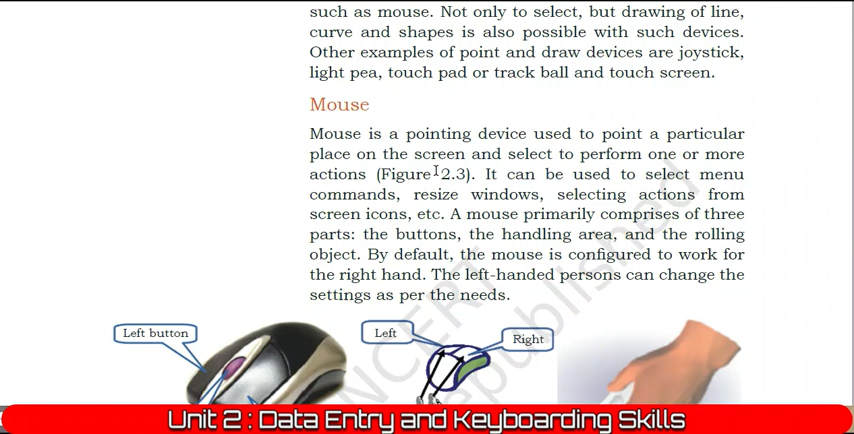 such as mouse. Not only to select, but drawing of line,
curve and shapes is also possible with such devices.
Other examples of point and draw devices are joystick,
light pea, touch pad or track ball and touch screen.
Mouse
Mouse is a pointing device used to point a particular
place on the screen and select to perform one or more
actions (Figure 2.3). It can be used to select menu
commands, resize windows, selecting actions from
screen icons, etc. A mouse primarily comprises of three
parts: the buttons, the handling area, and the rolling
object. By default, the mouse is configured to work for
the right hand. The left-handed persons can change the
settings as per the needs.
Left button
Left
Right
NCERT
republished
Unit 2 : Data Entry and Keyboarding Skills